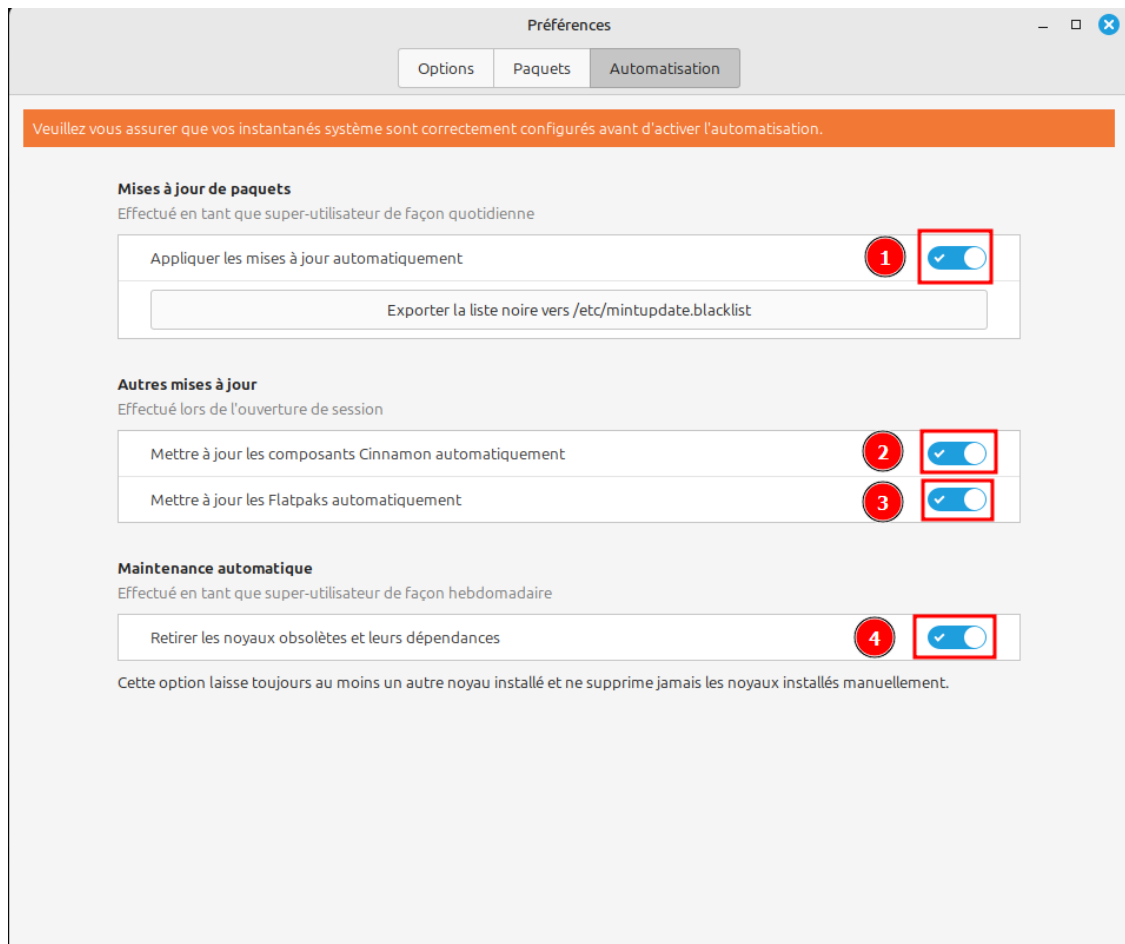 Préférences
Options
Paquets
Automatisation
Veuillez vous assurer que vos instantanés système sont correctement configurés avant d'activer l'automatisation.
Mises à jour de paquets
Effectué en tant que super-utilisateur de façon quotidienne
Appliquer les mises à jour automatiquement
1
Exporter la liste noire vers /etc/mintupdate.blacklist
Autres mises à jour
Effectué lors de l'ouverture de session
Mettre à jour les composants Cinnamon automatiquement
2
Mettre à jour les Flatpaks automatiquement
3
Maintenance automatique
Effectué en tant que super-utilisateur de façon hebdomadaire
Retirer les noyaux obsolètes et leurs dépendances
4
Cette option laisse toujours au moins un autre noyau installé et ne supprime jamais les noyaux installés manuellement.